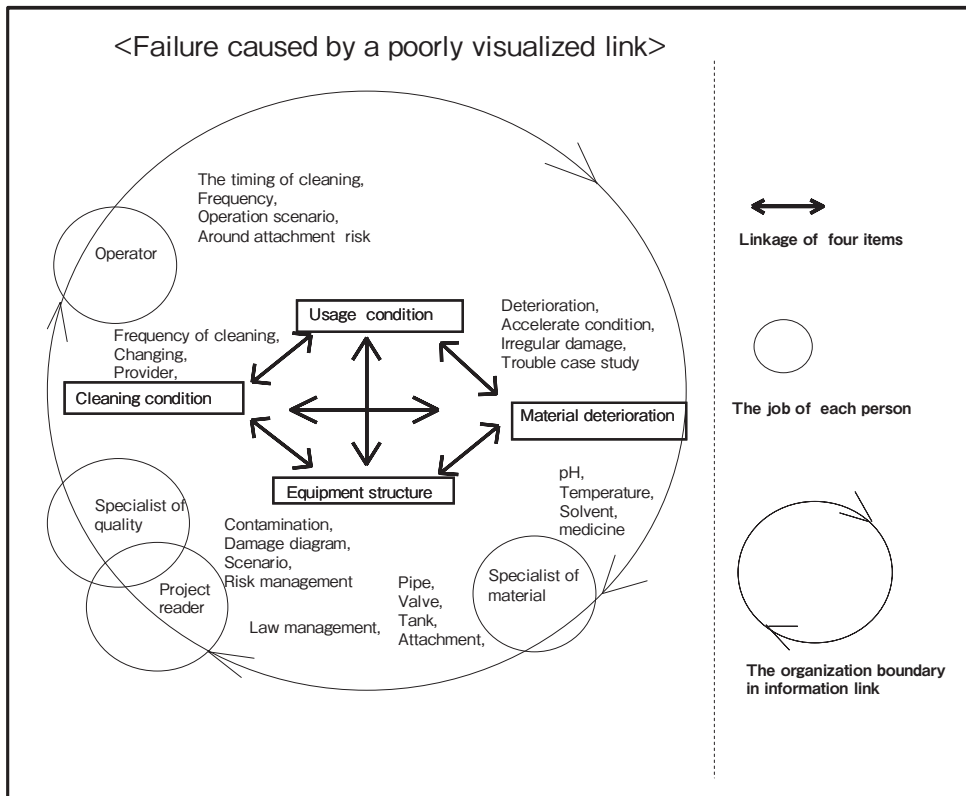 <Failure caused by a poorly visualized link>
The timing of cleaning,
Frequency,
Operation scenario,
Around attachment risk
Operator
Usage condition
Deterioration,
Accelerate condition,
Irregular damage,
Trouble case study
Frequency of cleaning,
Changing,
Provider,
Cleaning condition
Material deterioration
Equipment structure
pH,
Temperature,
Solvent,
medicine
Specialist of
quality
Contamination,
Damage diagram,
Scenario,
Risk management
Project
reader
Law management,
Pipe,
Valve,
Tank,
Attachment,
Specialist of
material
Linkage of four items
The job of each person
The organization boundary
in information link